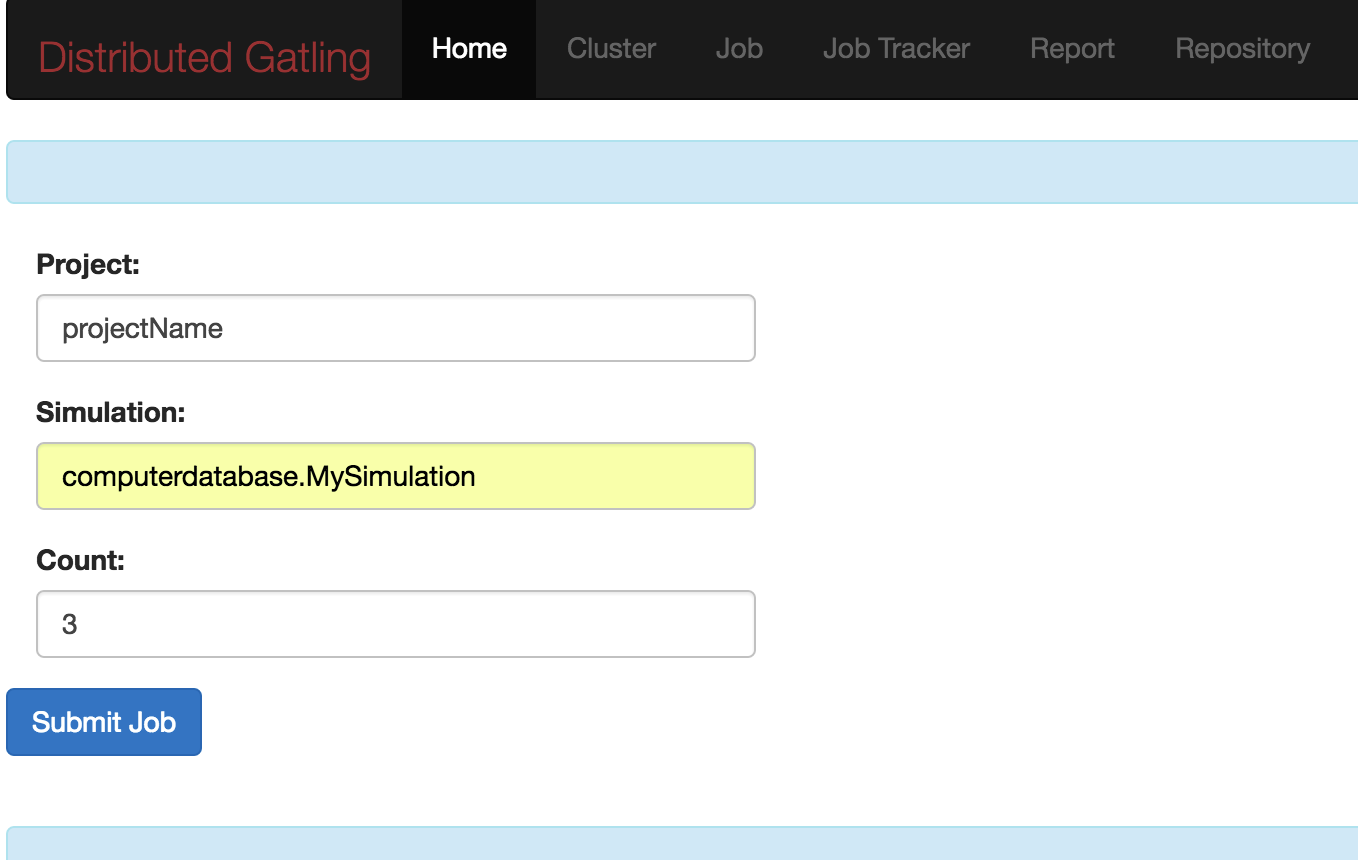 Distributed Gatling Home Cluster Job Job Tracker Report Repository
Project:
projectName
Simulation:
computerdatabase.MySimulation
Count:
3
Submit Job